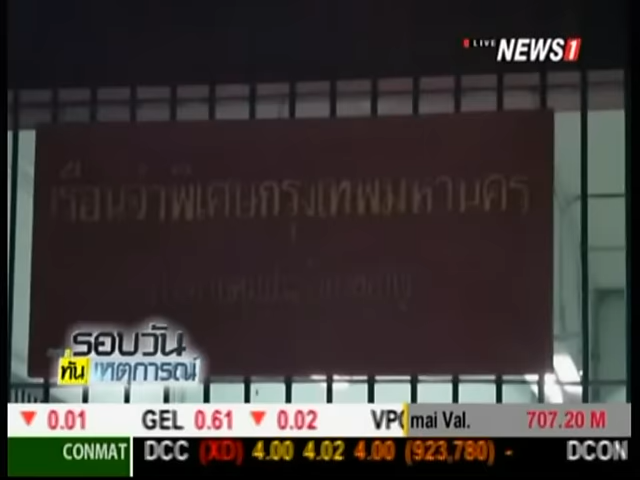 LIVE NEWS1
เรือนจำพิเศษกรุงเทพมหานคร
รอบวัน
ทันเหตุการณ์
▼ 0.01 GEL 0.61 ▼ 0.02 VP mai Val. 707.20 M
CONMAT DCC (XD) 4.00 4.02 4.00 (923,780) - DCON